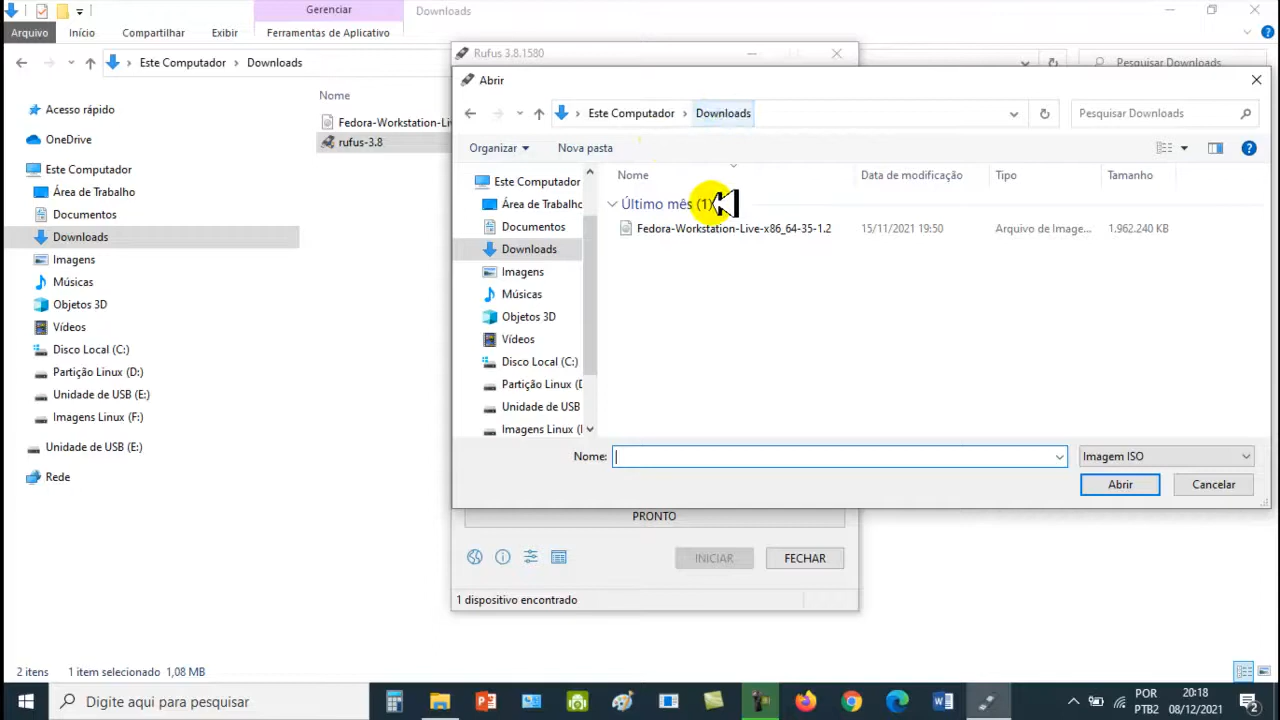 Gerenciar
Downloads
Arquivo
Início
Compartilhar
Exibir
Ferramentas de Aplicativo
Este Computador
Downloads
Pesquisar Downloads
Acesso rápido
OneDrive
Este Computador
Área de Trabalho
Documentos
Downloads
Imagens
Músicas
Objetos 3D
Vídeos
Disco Local (C:)
Partição Linux (D:)
Unidade de USB (E:)
Imagens Linux (F:)
Unidade de USB (E:)
Rede
Nome
Fedora-Workstation-Liv
rufus-3.8
Rufus 3.8.1580
Abrir
Este Computador
Downloads
Pesquisar Downloads
Organizar
Nova pasta
Este Computador
Área de Trabalho
Documentos
Downloads
Imagens
Músicas
Objetos 3D
Vídeos
Disco Local (C:)
Partição Linux (D
Unidade de USB
Imagens Linux (
Nome
Data de modificação
Tipo
Tamanho
Último mês (1)
Fedora-Workstation-Live-x86_64-35-1.2
15/11/2021 19:50
Arquivo de Image...
1.962.240 KB
Nome:
Imagem ISO
Abrir
Cancelar
PRONTO
INICIAR
FECHAR
1 dispositivo encontrado
2 itens
1 item selecionado 1,08 MB
Digite aqui para pesquisar
POR
PTB2
20:18
08/12/2021
2